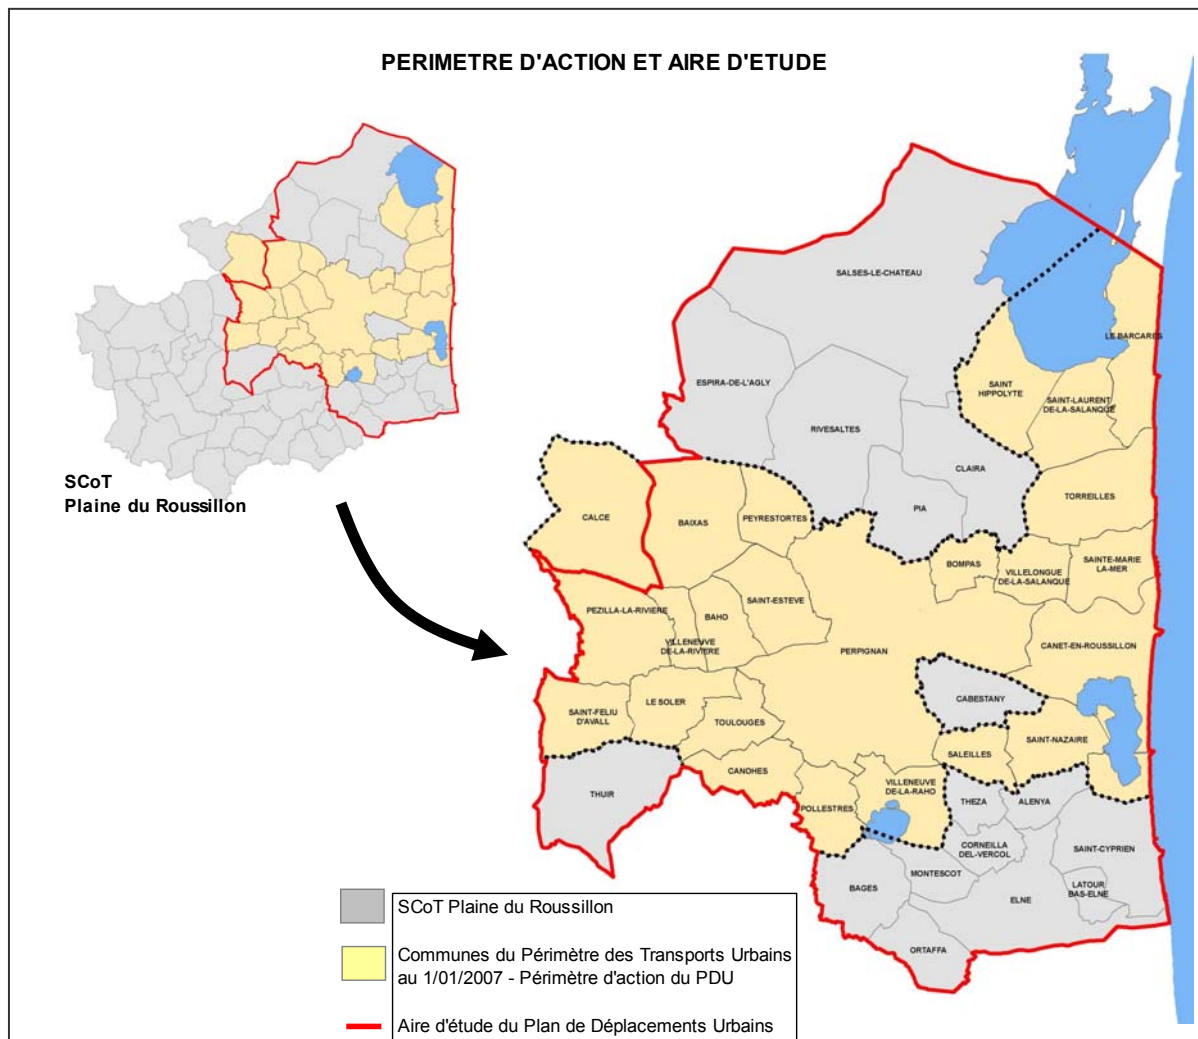 PERIMETRE D'ACTION ET AIRE D'ETUDE
SCoT
Plaine du Roussillon
SALSES-LE-CHATEAU
LE BARCARES
ESPIRA-DE-L'AGLY
SAINT
HIPPOLYTE
SAINT-LAURENT
DE-LA-SALANQUE
RIVESALTES
CLAIRA
TORREILLES
PIA
CALCE
BAIXAS
PEYRESTORTES
BOMPAS
VILLELONGUE
DE-LA-SALANQUE
SAINTE-MARIE
LA-MER
PEZILLA-LA-RIVIERE
VILLENEUVE
DE-LA-RIVIERE
BAHO
SAINT-ESTEVE
PERPIGNAN
CANET-EN-ROUSSILLON
CABESTANY
SAINT-FELIU
D'AVALL
LE SOLER
TOULOUGES
SAINT-NAZAIRE
SALEILLES
CANOHES
THUIR
POLLESTRES
VILLENEUVE
DE-LA-RAHO
THEZA
ALENYA
CORNEILLA
DEL-VERCOL
SAINT-CYPRIEN
MONTESCOT
BAGES
LATOUR
BAS-ELNE
ELNE
ORTAFFA
SCoT Plaine du Roussillon
Communes du Périmètre des Transports Urbains
au 1/01/2007 - Périmètre d'action du PDU
Aire d'étude du Plan de Déplacements Urbains